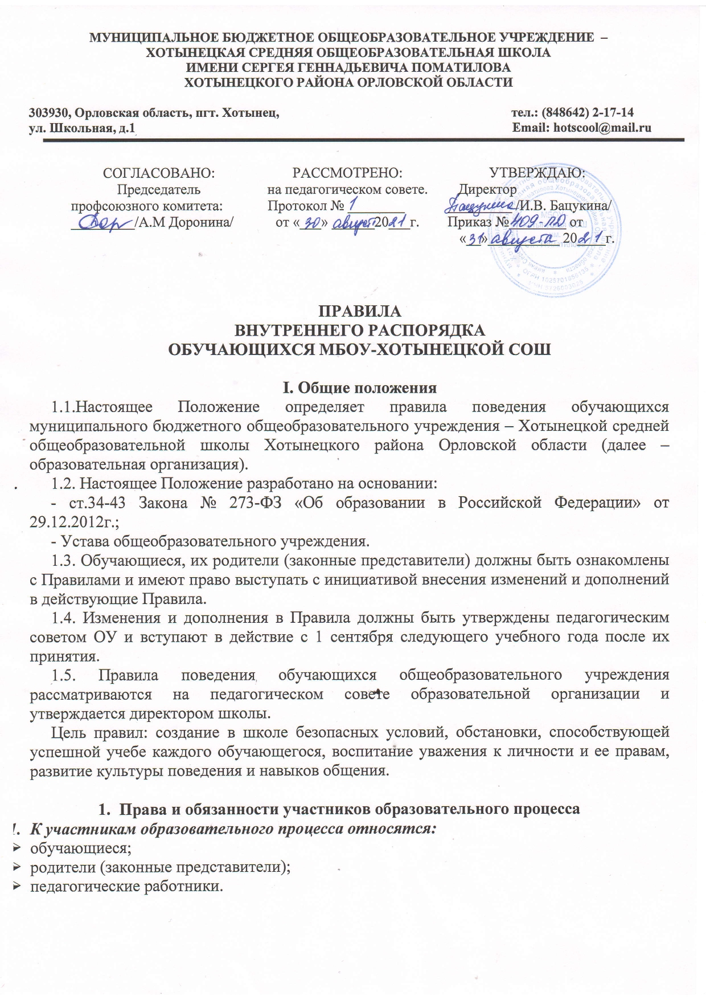 МУНИЦИПАЛЬНОЕ БЮДЖЕТНОЕ ОБЩЕОБРАЗОВАТЕЛЬНОЕ УЧРЕЖДЕНИЕ –
ХОТЫНЕЦКАЯ СРЕДНЯЯ ОБЩЕОБРАЗОВАТЕЛЬНАЯ ШКОЛА
ИМЕНИ СЕРГЕЯ ГЕННАДЬЕВИЧА ПОМАТИЛОВА
ХОТЫНЕЦКОГО РАЙОНА ОРЛОВСКОЙ ОБЛАСТИ
303930, Орловская область, пгт. Хотынец, тел.: (848642) 2-17-14
ул. Школьная, д.1 Email: hotscool@mail.ru
СОГЛАСОВАНО: РАССМОТРЕНО: УТВЕРЖДАЮ:
Председатель на педагогическом совете. Директор
профсоюзного комитета: Протокол № 1 /И.В. Бацукина/
/А.М Доронина/ от «30» август 2021 г. Приказ № 409-по от
«31» августа 2021 г.
ПРАВИЛА
ВНУТРЕННЕГО РАСПОРЯДКА
ОБУЧАЮЩИХСЯ МБОУ-ХОТЫНЕЦКОЙ СОШ
I. Общие положения
1.1.Настоящее Положение определяет правила поведения обучающихся
муниципального бюджетного общеобразовательного учреждения – Хотынецкой средней
общеобразовательной школы Хотынецкого района Орловской области (далее –
образовательная организация).
1.2. Настоящее Положение разработано на основании:
- ст.34-43 Закона № 273-ФЗ «Об образовании в Российской Федерации» от
29.12.2012г.;
- Устава общеобразовательного учреждения.
1.3. Обучающиеся, их родители (законные представители) должны быть ознакомлены
с Правилами и имеют право выступать с инициативой внесения изменений и дополнений
в действующие Правила.
1.4. Изменения и дополнения в Правила должны быть утверждены педагогическим
советом ОУ и вступают в действие с 1 сентября следующего учебного года после их
принятия.
1.5. Правила поведения обучающихся общеобразовательного учреждения
рассматриваются на педагогическом совете образовательной организации и
утверждается директором школы.
Цель правил: создание в школе безопасных условий, обстановки, способствующей
успешной учебе каждого обучающегося, воспитание уважения к личности и ее правам,
развитие культуры поведения и навыков общения.
1. Права и обязанности участников образовательного процесса
К участникам образовательного процесса относятся:
обучающиеся;
родители (законные представители);
педагогические работники.